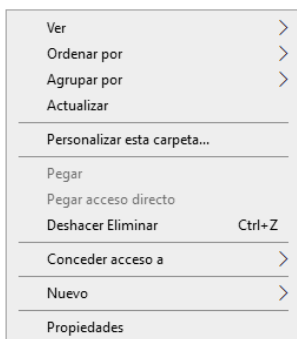 Ver
Ordenar por
Agrupar por
Actualizar
Personalizar esta carpeta...
Pegar
Pegar acceso directo
Deshacer Eliminar Ctrl+Z
Conceder acceso a
Nuevo
Propiedades